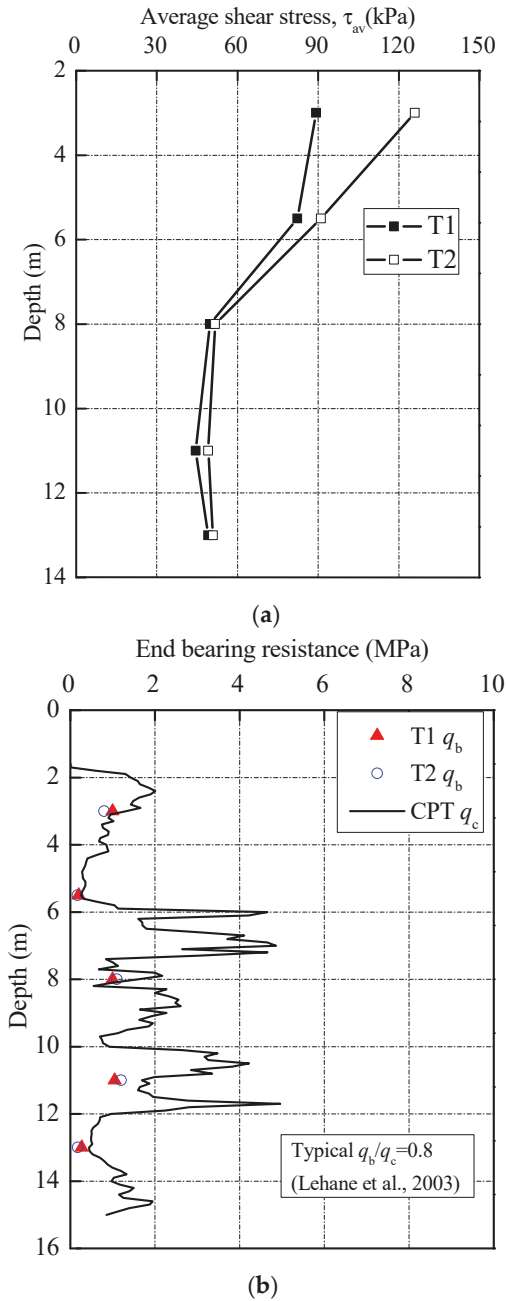 Average shear stress, τav(kPa)
0 30 60 90 120 150
2
4
6
8
10
12
14
Depth (m)
T1
T2
(a)
End bearing resistance (MPa)
0 2 4 6 8 10
0
2
4
6
8
10
12
14
16
Depth (m)
T1 qb
T2 qb
CPT qc
Typical qb/qc=0.8
(Lehane et al., 2003)
(b)